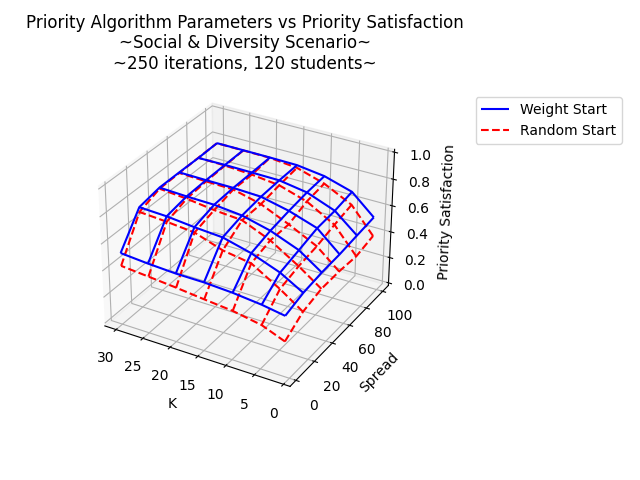 Priority Algorithm Parameters vs Priority Satisfaction
~Social & Diversity Scenario~
~250 iterations, 120 students~
Weight Start
Random Start
1.0
0.8
0.6
0.4
0.2
0.0
Priority Satisfaction
100
80
60
40
20
0
Spread
30
25
20
15
10
5
0
K